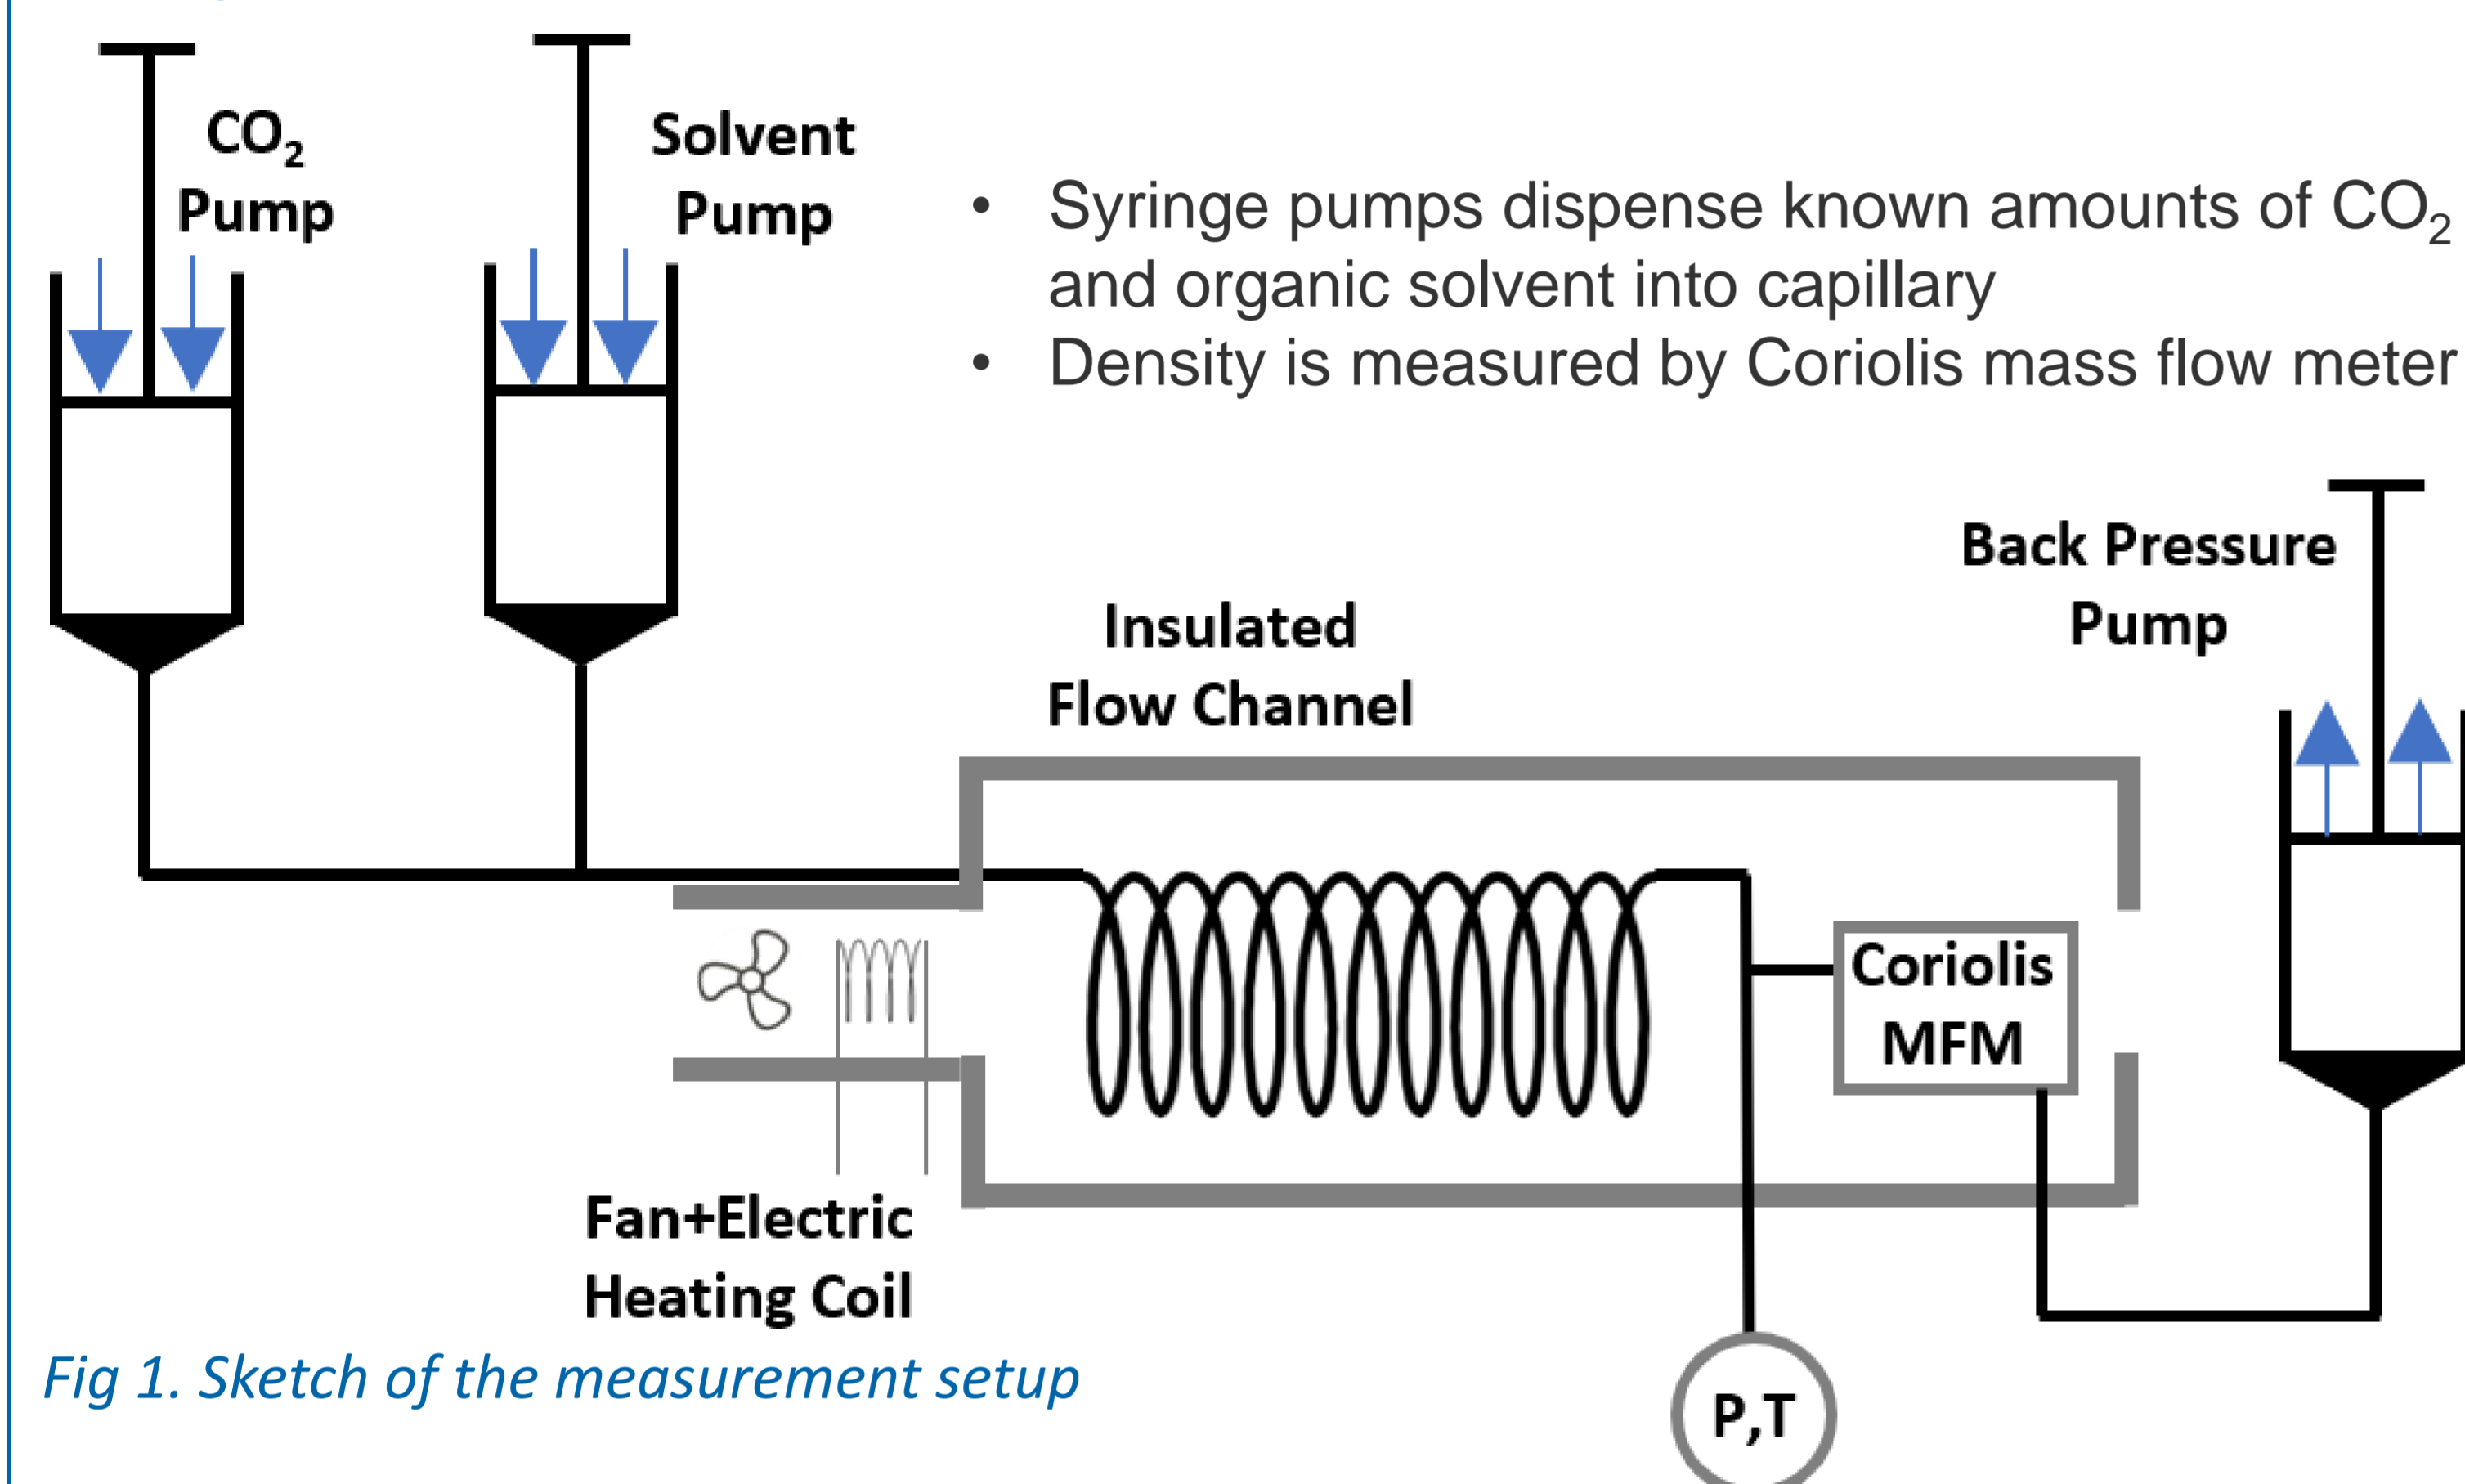 CO₂
Pump
Solvent
Pump
• Syringe pumps dispense known amounts of CO₂
and organic solvent into capillary
• Density is measured by Coriolis mass flow meter
Back Pressure
Pump
Insulated
Flow Channel
Coriolis
MFM
Fan+Electric
Heating Coil
Fig 1. Sketch of the measurement setup
P,T